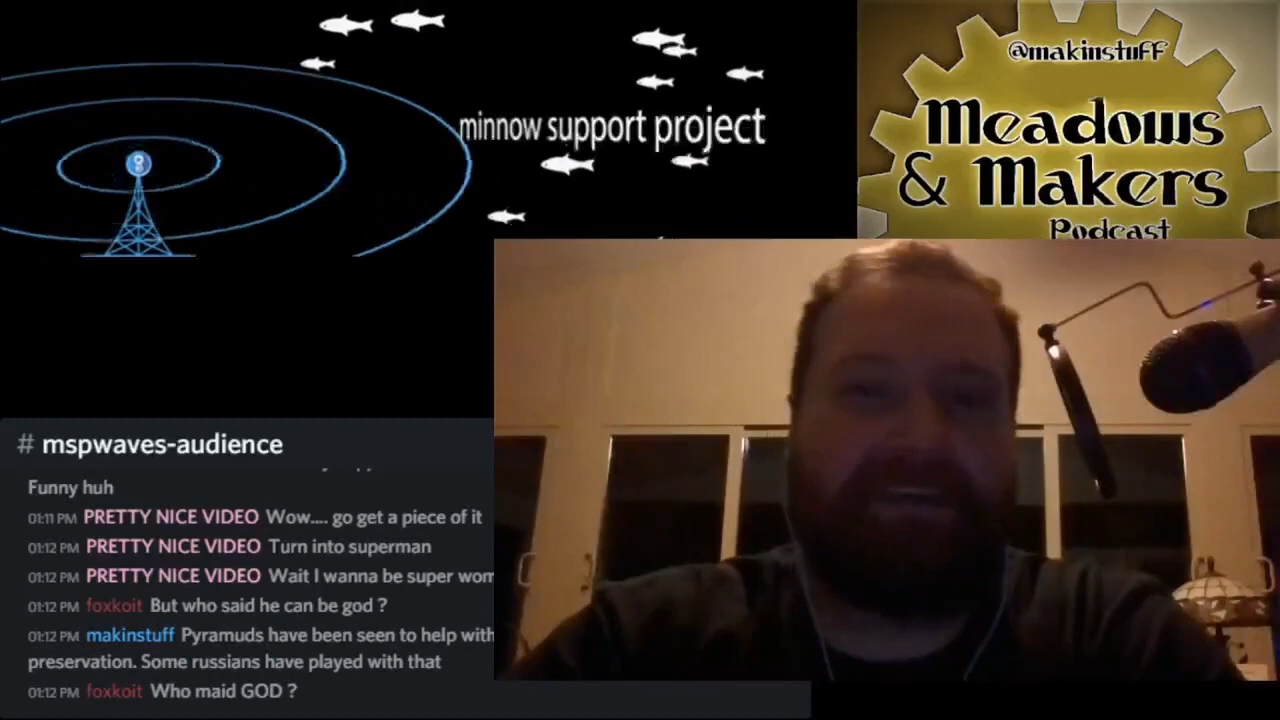 minnow support project
@makinstuff
Meadows
& Makers
Podcast
# mspwaves-audience
Funny huh
01:11 PM PRETTY NICE VIDEO Wow.... go get a piece of it
01:12 PM PRETTY NICE VIDEO Turn into superman
01:12 PM PRETTY NICE VIDEO Wait I wanna be super
01:12 PM foxkoit But who said he can be god ?
01:12 PM makinstuff Pyramuds have been seen to help with
preservation. Some russians have played with that
01:12 PM foxkoit Who maid GOD ?